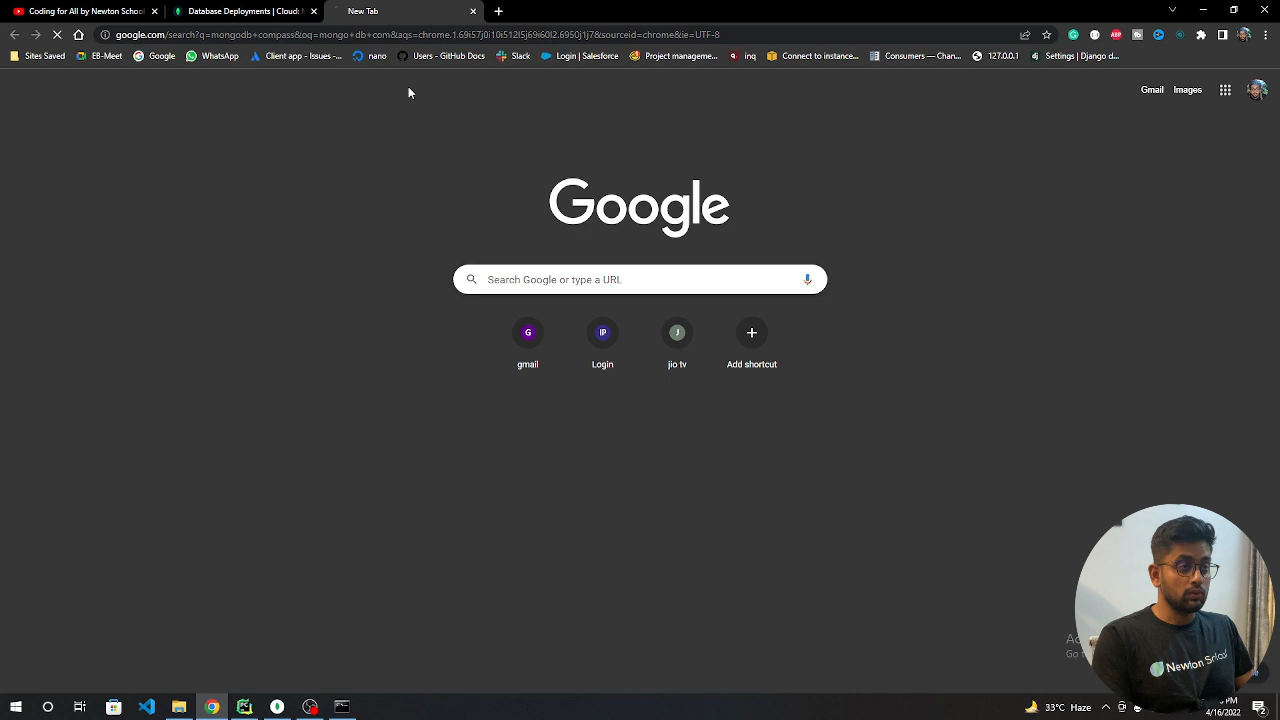 Coding for All by Newton School
Database Deployments | Cloud:
New Tab
google.com/search?q=mongodb+compass&oq=mongo+db+com&aqs=chrome.1.69i57j0i10i512l5j69i60l2.6950j1j7&sourceid=chrome&ie=UTF-8
Sites Saved
EB-Meet
Google
WhatsApp
Client app - Issues -...
nano
Users - GitHub Docs
Slack
Login | Salesforce
Project manageme...
inq
Connect to instance...
Consumers — Chan...
127.0.0.1
Settings | Django d...
Gmail
Images
Google
Search Google or type a URL
G
IP
J
gmail
Login
jio tv
Add shortcut
Newton School
33°C Haze
4/16/2022